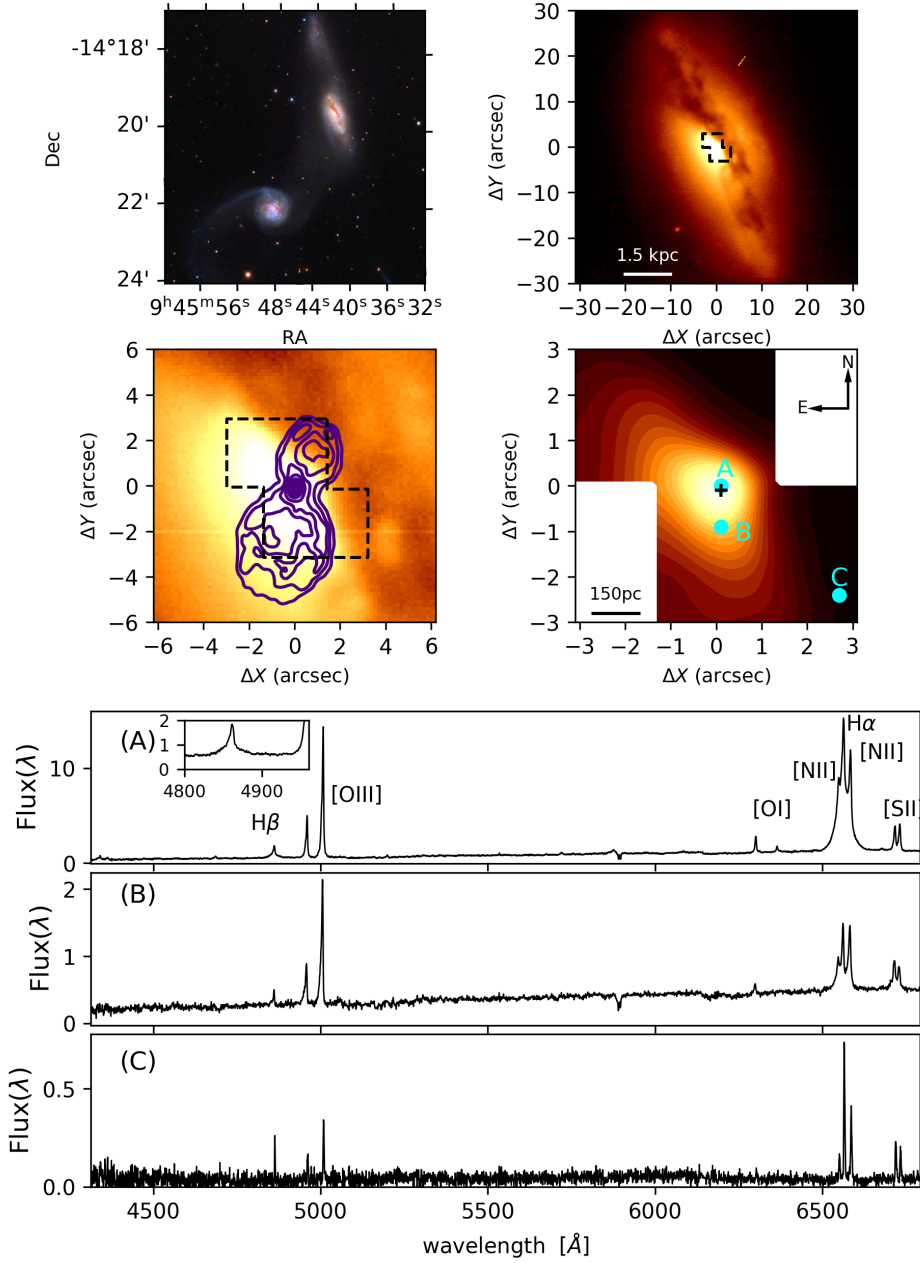 -14°18'
20'
22'
24'
Dec
9ʰ45ᵐ56ˢ 48ˢ 44ˢ 40ˢ 36ˢ 32ˢ
RA
30
20
10
0
−10
−20
−30
ΔY (arcsec)
1.5 kpc
−30 −20 −10 0 10 20 30
ΔX (arcsec)
6
4
2
0
−2
−4
−6
ΔY (arcsec)
−6 −4 −2 0 2 4 6
ΔX (arcsec)
3
2
1
0
−1
−2
−3
ΔY (arcsec)
N
E
A
B
C
150pc
−3 −2 −1 0 1 2 3
ΔX (arcsec)
(A)
2
1
0
4800 4900
Hβ
[OIII]
[OI]
[NII]
Hα
[NII]
[SII]
10
0
Flux(λ)
(B)
2
1
0
Flux(λ)
(C)
0.5
0.0
Flux(λ)
4500 5000 5500 6000 6500
wavelength [Å]